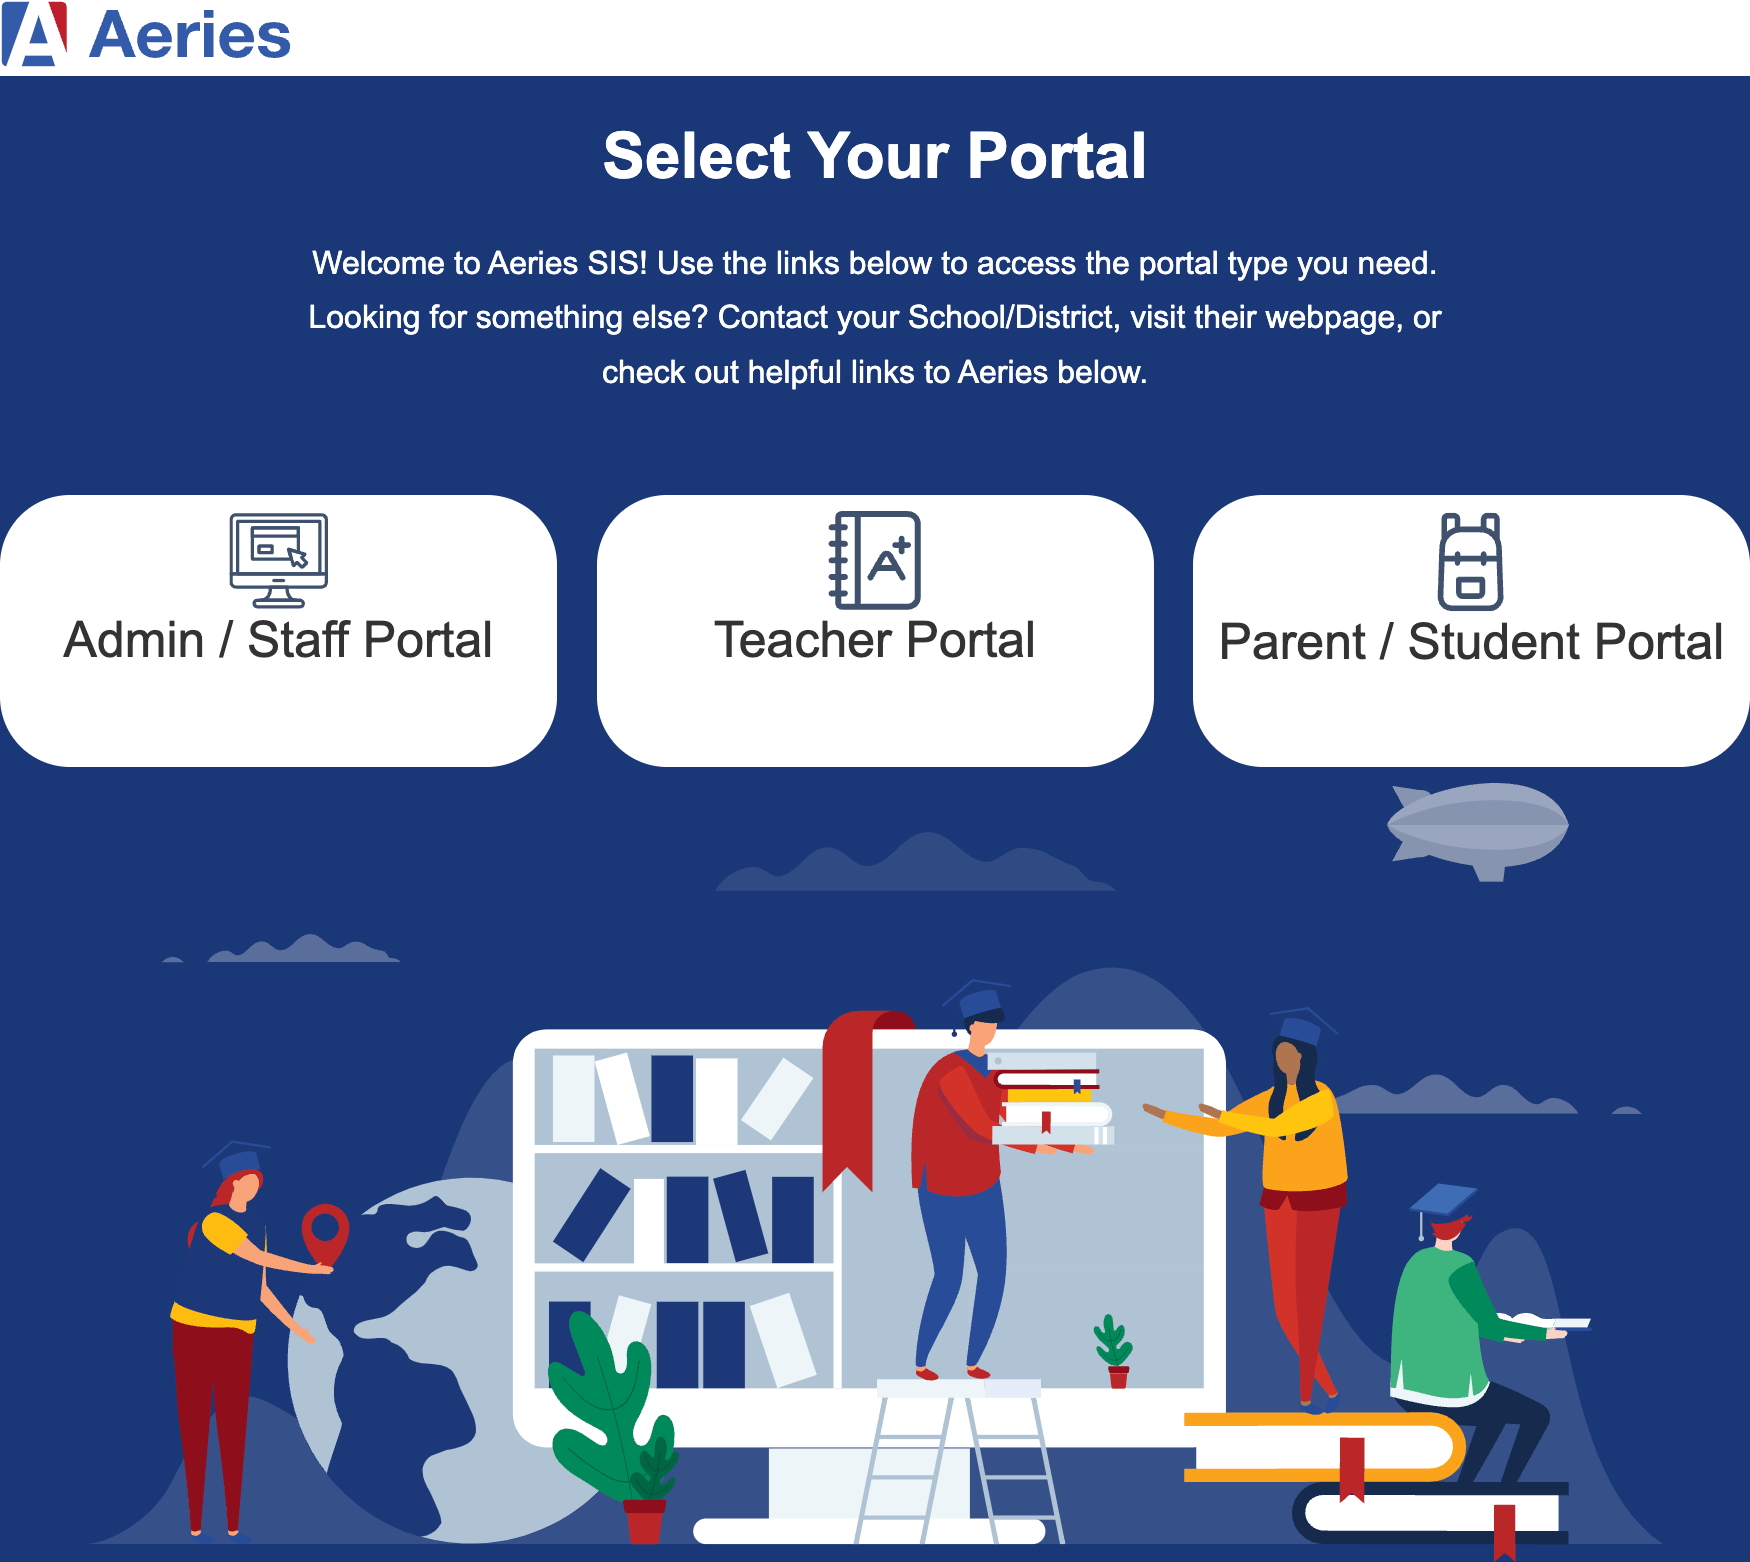 Aeries
Select Your Portal
Welcome to Aeries SIS! Use the links below to access the portal type you need.
Looking for something else? Contact your School/District, visit their webpage, or
check out helpful links to Aeries below.
Admin / Staff Portal
Teacher Portal
Parent / Student Portal